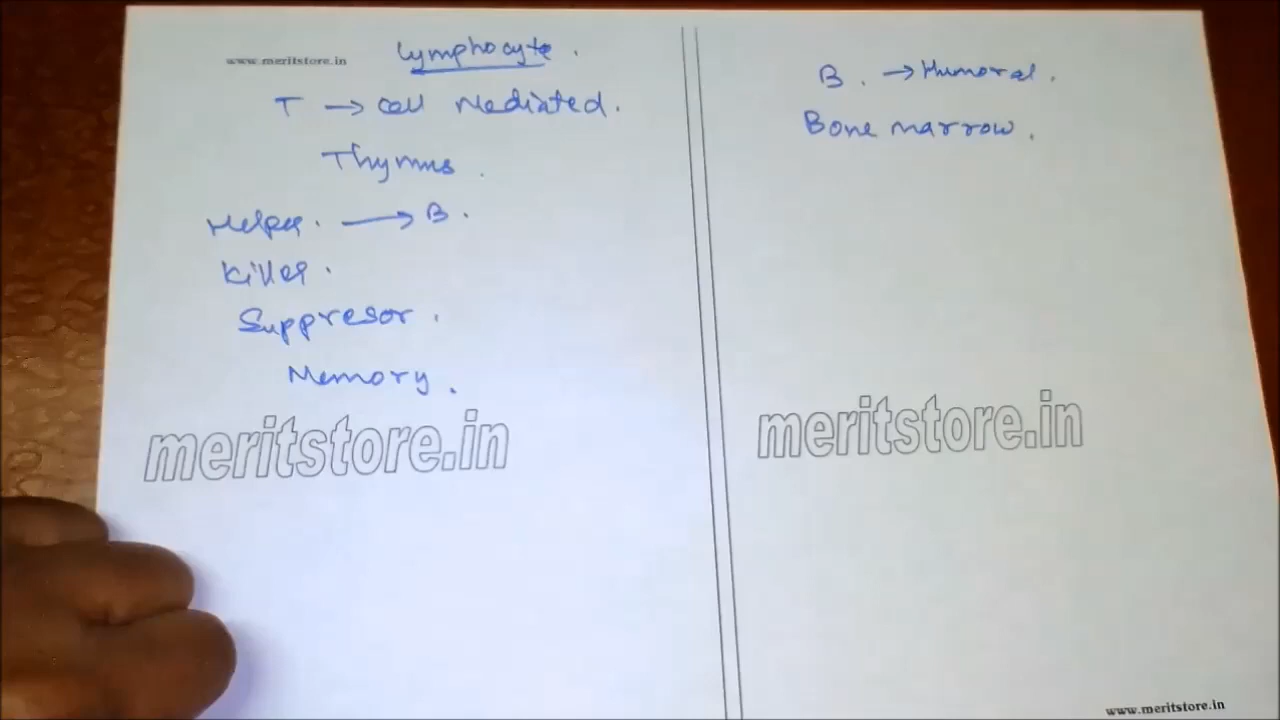 www.meritstore.in
Lymphocyte.
T → cell Mediated.
Thymus.
Helper. → B.
Killer.
Suppresor.
Memory.
meritstore.in
B. → Humoral.
Bone marrow.
meritstore.in
www.meritstore.in